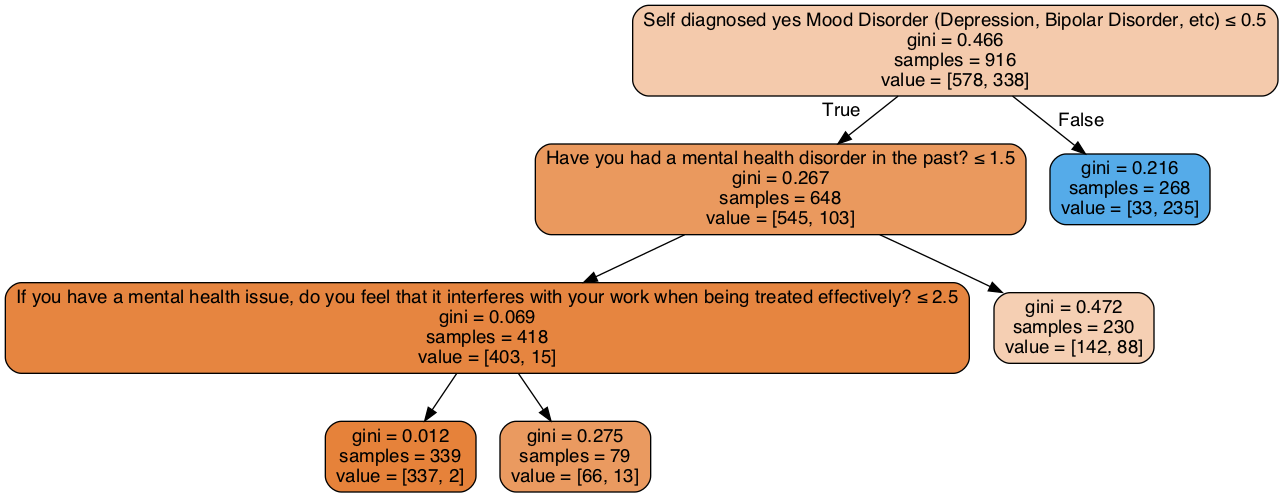 Self diagnosed yes Mood Disorder (Depression, Bipolar Disorder, etc) ≤ 0.5
gini = 0.466
samples = 916
value = [578, 338]
True
False
Have you had a mental health disorder in the past? ≤ 1.5
gini = 0.267
samples = 648
value = [545, 103]
gini = 0.216
samples = 268
value = [33, 235]
If you have a mental health issue, do you feel that it interferes with your work when being treated effectively? ≤ 2.5
gini = 0.069
samples = 418
value = [403, 15]
gini = 0.472
samples = 230
value = [142, 88]
gini = 0.012
samples = 339
value = [337, 2]
gini = 0.275
samples = 79
value = [66, 13]